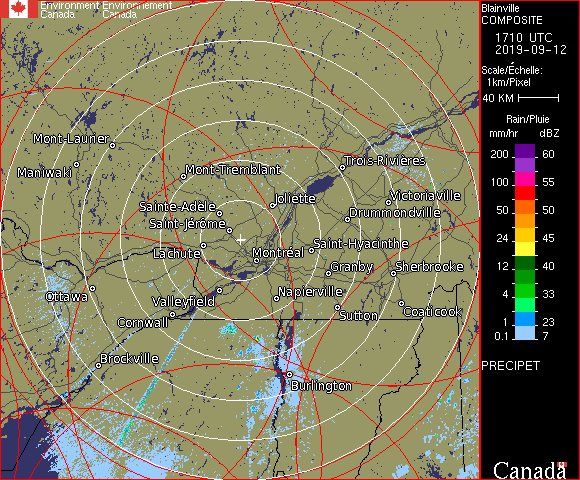 Environment Environnement
Canada Canada
Blainville
COMPOSITE
1710 UTC
2019-09-12
Scale/Échelle:
1km/Pixel
40 KM
Rain/Pluie
mm/hr dBZ
200 60
100 55
50 50
24 45
12 40
4 33
1 23
0.1 7
PRECIPET
Canada
Mont-Laurier
Maniwaki
Mont-Tremblant
Trois-Rivières
Joliette
Victoriaville
Sainte-Adele
Drummondville
Saint-Jérôme
Lachute
Montréal
Saint-Hyacinthe
Granby
Sherbrooke
Ottawa
Valleyfield
Napierville
Cornwall
Sutton
Coaticook
Brockville
Burlington